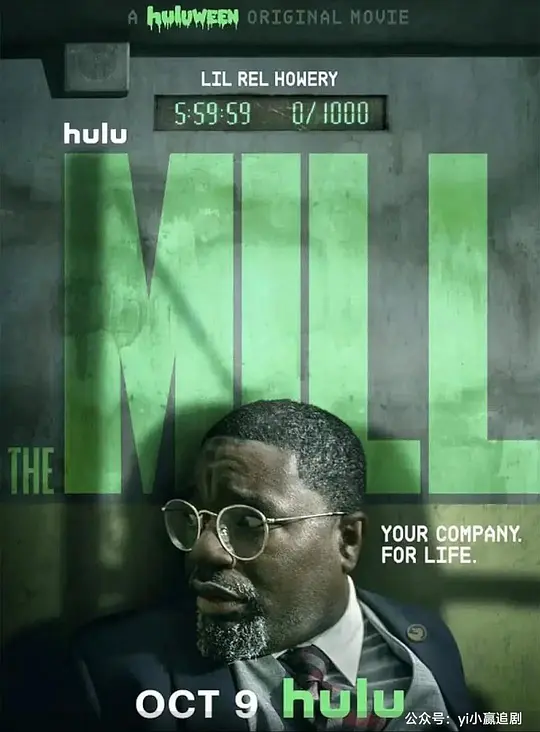 A huluween ORIGINAL MOVIE
LIL REL HOWERY
5:59:59 0/1000
hulu
THE MILL
YOUR COMPANY.
FOR LIFE.
OCT 9 hulu
公众号：yi小赢追剧